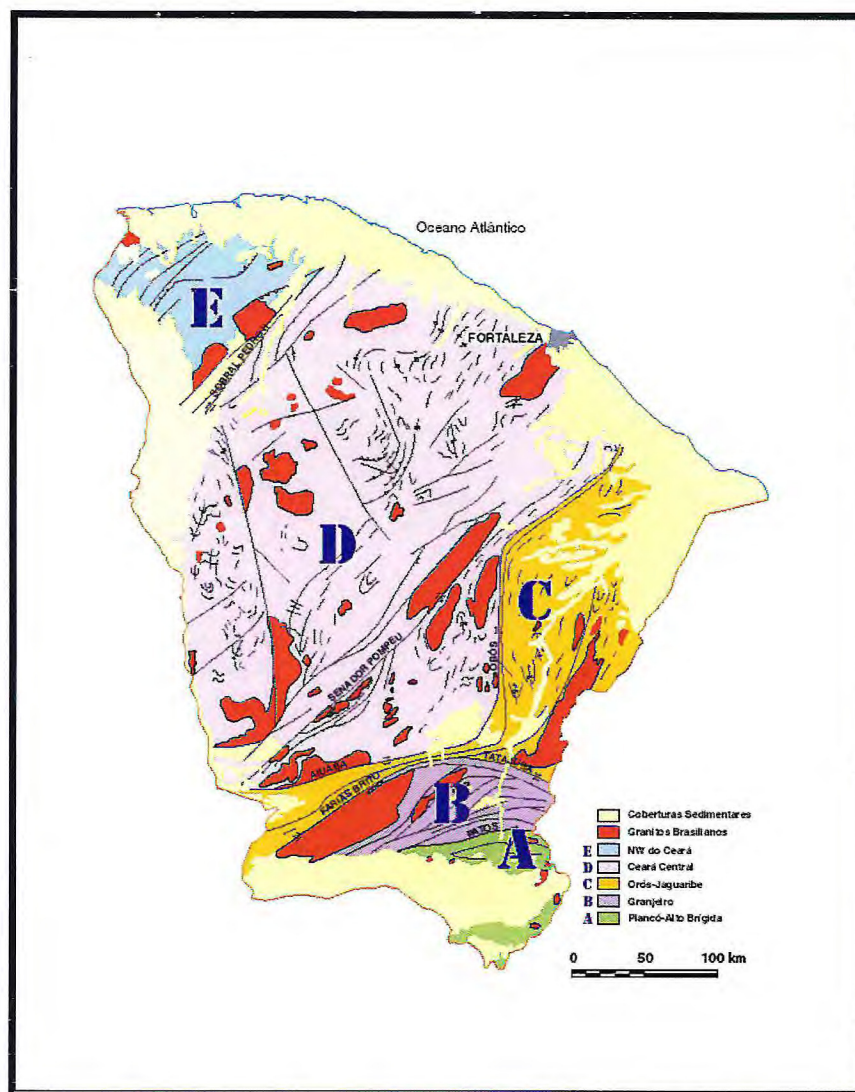 Oceano Atlântico
E
SOBRAL PEDRO II
FORTALEZA
D
C
ORÓS
SENADOR POMPEU
AIUABA
TATAJUBA
FARIAS BRITO
B
PATOS
A
Coberturas Sedimentares
Granitos Brasilianos
E NW do Ceará
D Ceará Central
C Orós-Jaguaribe
B Granjeiro
A Piancó-Alto Brígida
0 50 100 km